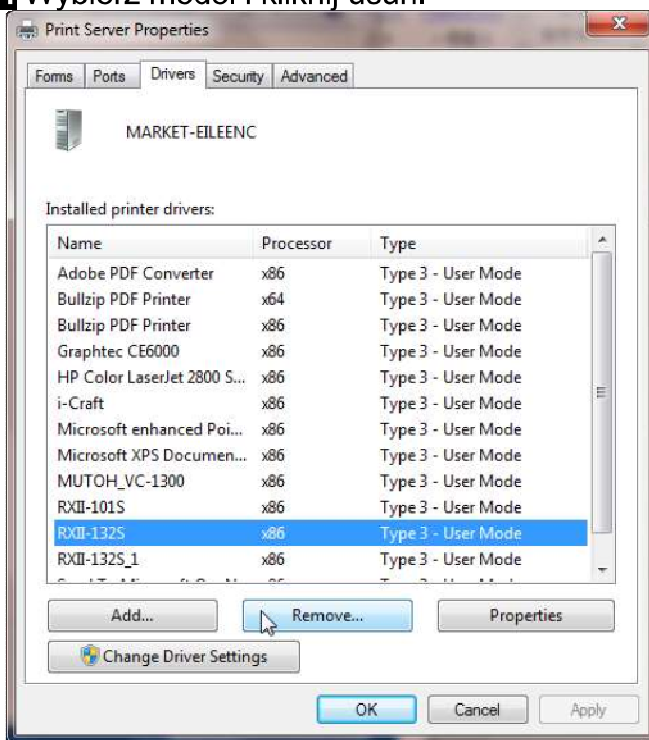 Wybierz model i kliknij usuń.
Print Server Properties
Forms Ports Drivers Security Advanced
MARKET-EILEENC
Installed printer drivers:
Name Processor Type
Adobe PDF Converter x86 Type 3 - User Mode
Bullzip PDF Printer x64 Type 3 - User Mode
Bullzip PDF Printer x86 Type 3 - User Mode
Graphtec CE6000 x86 Type 3 - User Mode
HP Color LaserJet 2800 S... x86 Type 3 - User Mode
i-Craft x86 Type 3 - User Mode
Microsoft enhanced Poi... x86 Type 3 - User Mode
Microsoft XPS Documen... x86 Type 3 - User Mode
MUTOH_VC-1300 x86 Type 3 - User Mode
RXII-101S x86 Type 3 - User Mode
RXII-132S x86 Type 3 - User Mode
RXII-132S_1 x86 Type 3 - User Mode
Add... Remove... Properties
Change Driver Settings
OK Cancel Apply